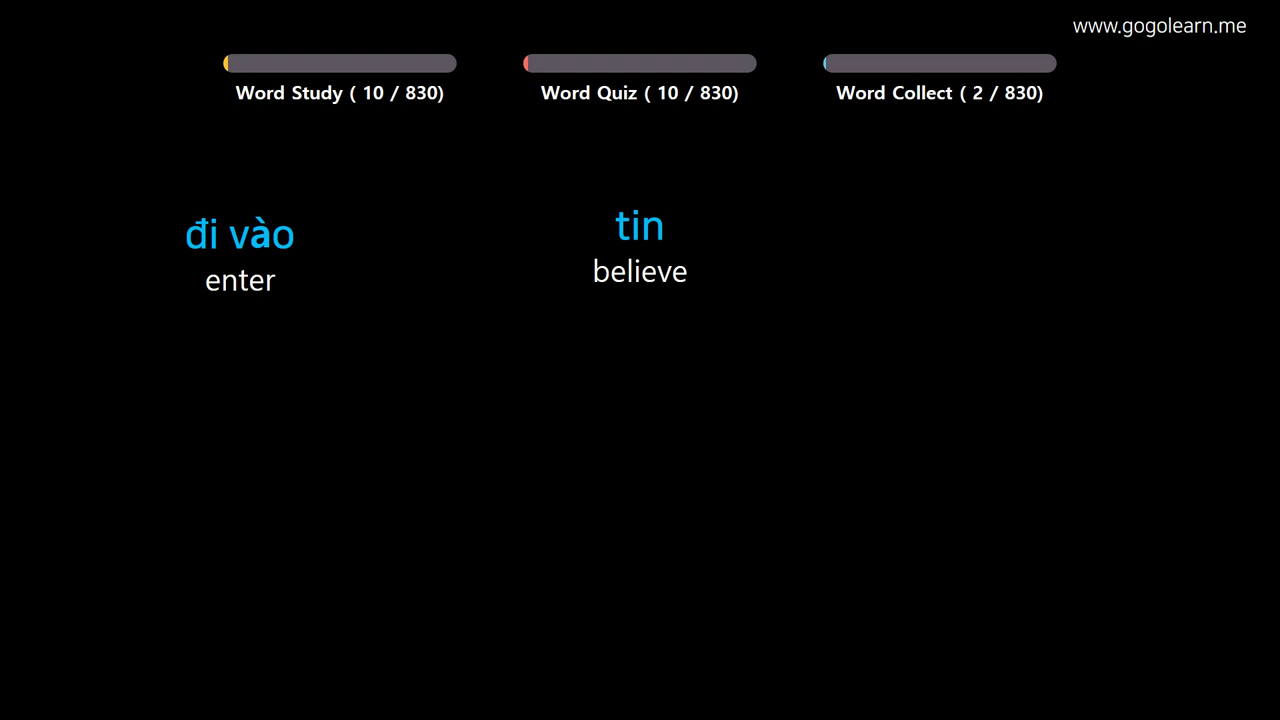 www.gogolearn.me
Word Study ( 10 / 830)
Word Quiz ( 10 / 830)
Word Collect ( 2 / 830)
đi vào
enter
tin
believe